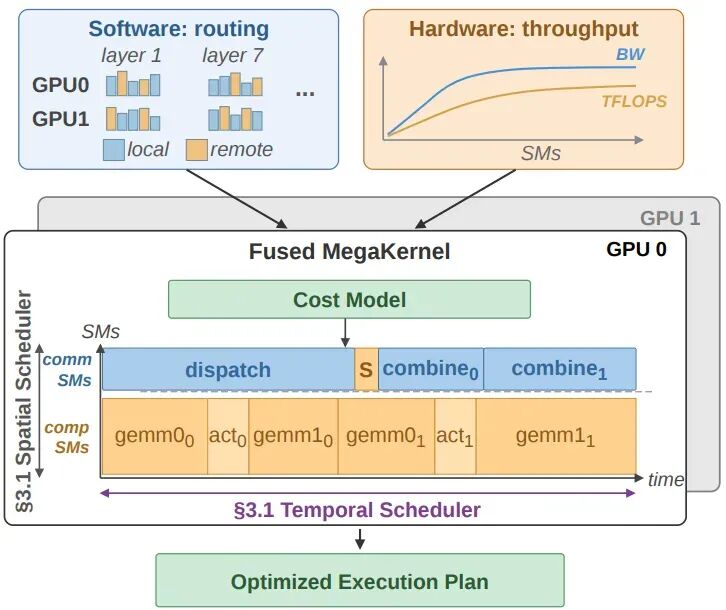 Software: routing
layer 1 layer 7
GPU0
...
GPU1
local remote
Hardware: throughput
BW
TFLOPS
SMs
GPU 1
Fused MegaKernel GPU 0
Cost Model
§3.1 Spatial Scheduler
SMs
comm SMs
dispatch S combine₀ combine₁
comp SMs
gemm0₀ act₀ gemm1₀ gemm0₁ act₁ gemm1₁
time
§3.1 Temporal Scheduler
Optimized Execution Plan